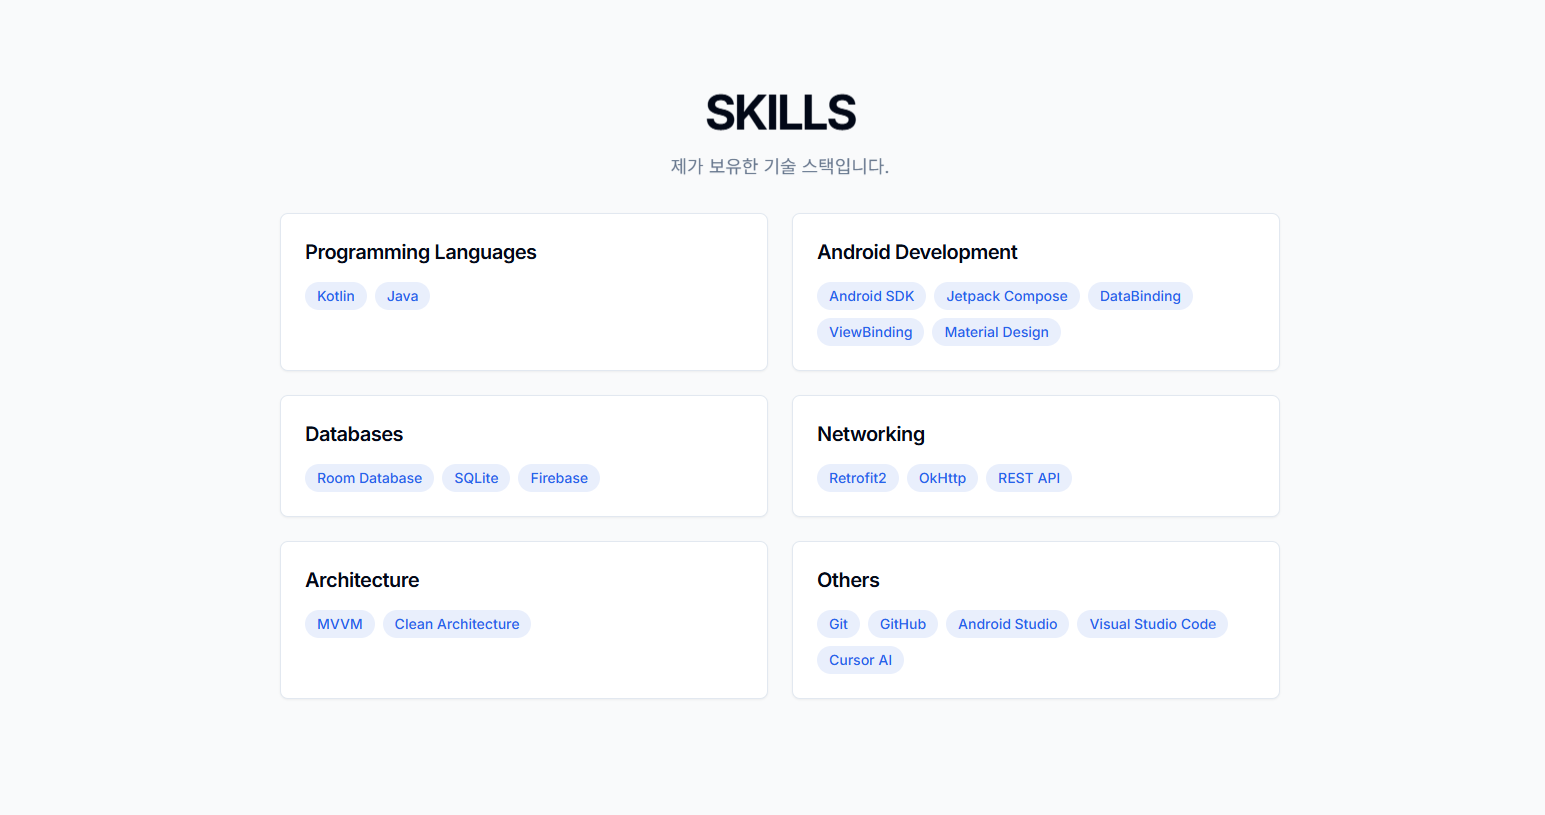 SKILLS
제가 보유한 기술 스택입니다.
Programming Languages
Kotlin Java
Android Development
Android SDK Jetpack Compose DataBinding
ViewBinding Material Design
Databases
Room Database SQLite Firebase
Networking
Retrofit2 OkHttp REST API
Architecture
MVVM Clean Architecture
Others
Git GitHub Android Studio Visual Studio Code
Cursor AI